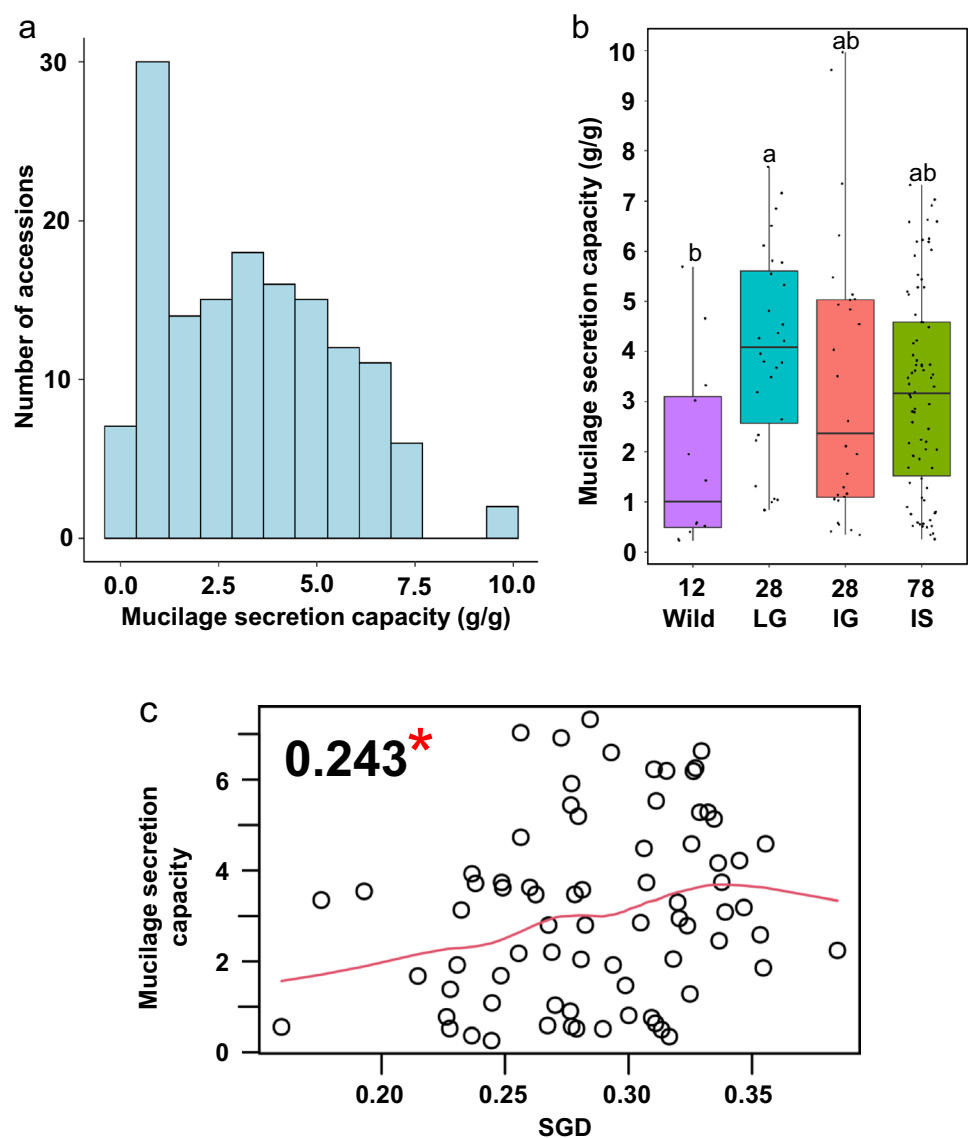 a
Number of accessions
30
20
10
0
0.0 2.5 5.0 7.5 10.0
Mucilage secretion capacity (g/g)
b
Mucilage secretion capacity (g/g)
10
9
8
7
6
5
4
3
2
1
0
b a ab ab
12 28 28 78
Wild LG IG IS
c
0.243*
Mucilage secretion
capacity
6
4
2
0
0.20 0.25 0.30 0.35
SGD